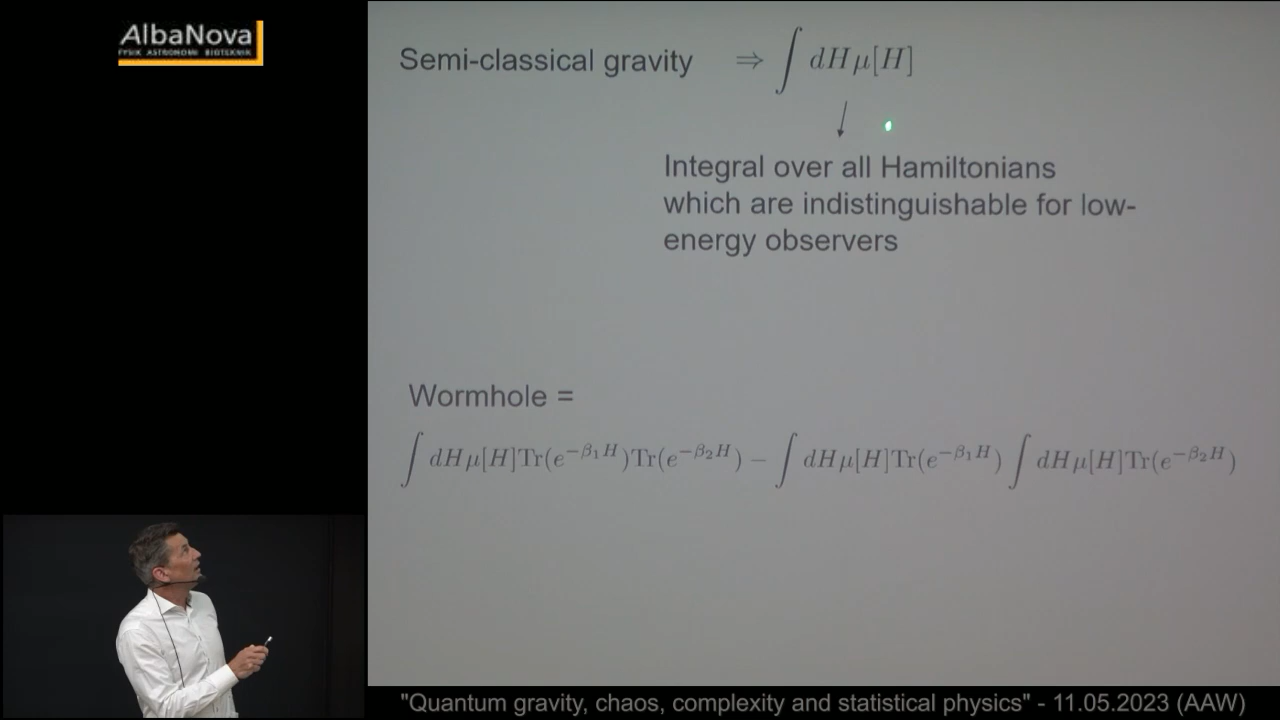 AlbaNova
FYSIK ASTRONOMI BIOTEKNIK
Semi-classical gravity ⇒ ∫ dH μ[H]
Integral over all Hamiltonians
which are indistinguishable for low-
energy observers
Wormhole =
∫ dH μ[H]Tr(e^{−β₁H})Tr(e^{−β₂H}) − ∫ dH μ[H]Tr(e^{−β₁H}) ∫ dH μ[H]Tr(e^{−β₂H})
"Quantum gravity, chaos, complexity and statistical physics" - 11.05.2023 (AAW)